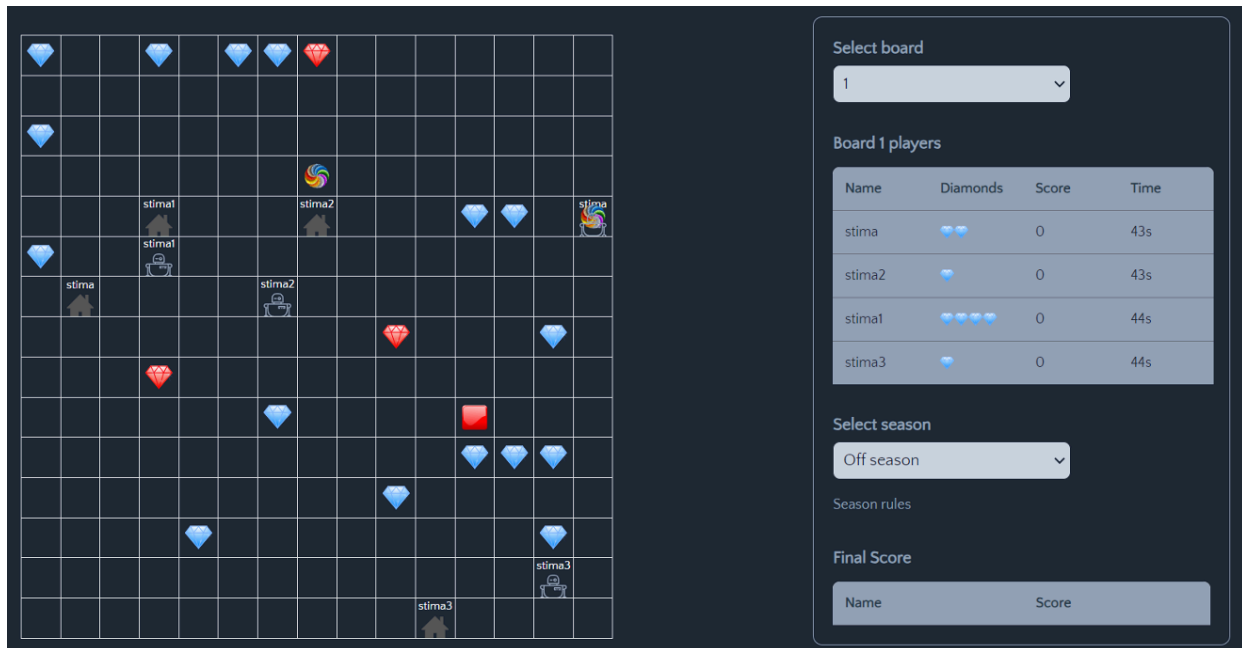 Select board
1
Board 1 players
Name Diamonds Score Time
stima 0 43s
stima2 0 43s
stima1 0 44s
stima3 0 44s
Select season
Off season
Season rules
Final Score
Name Score
stima1 stima2 stima
stima1
stima stima2
stima3
stima3